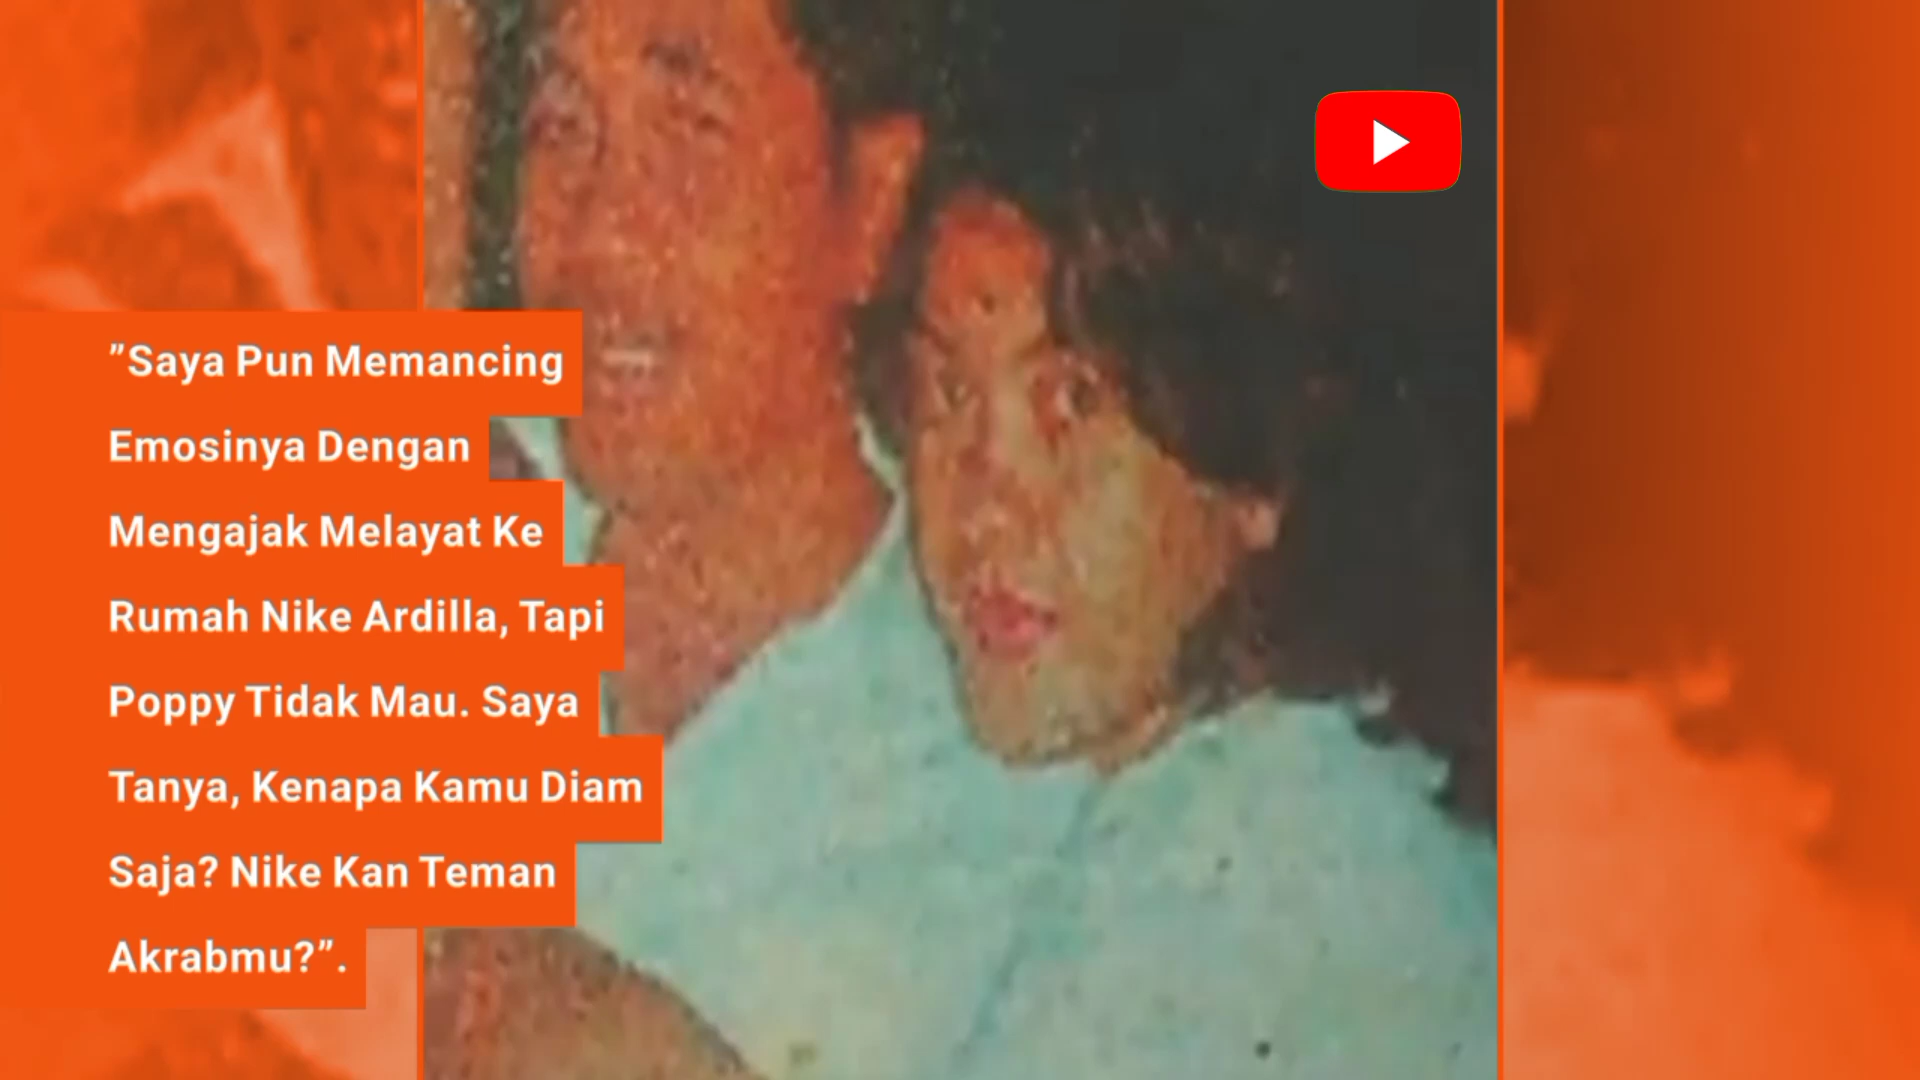 ”Saya Pun Memancing
Emosinya Dengan
Mengajak Melayat Ke
Rumah Nike Ardilla, Tapi
Poppy Tidak Mau. Saya
Tanya, Kenapa Kamu Diam
Saja? Nike Kan Teman
Akrabmu?”.